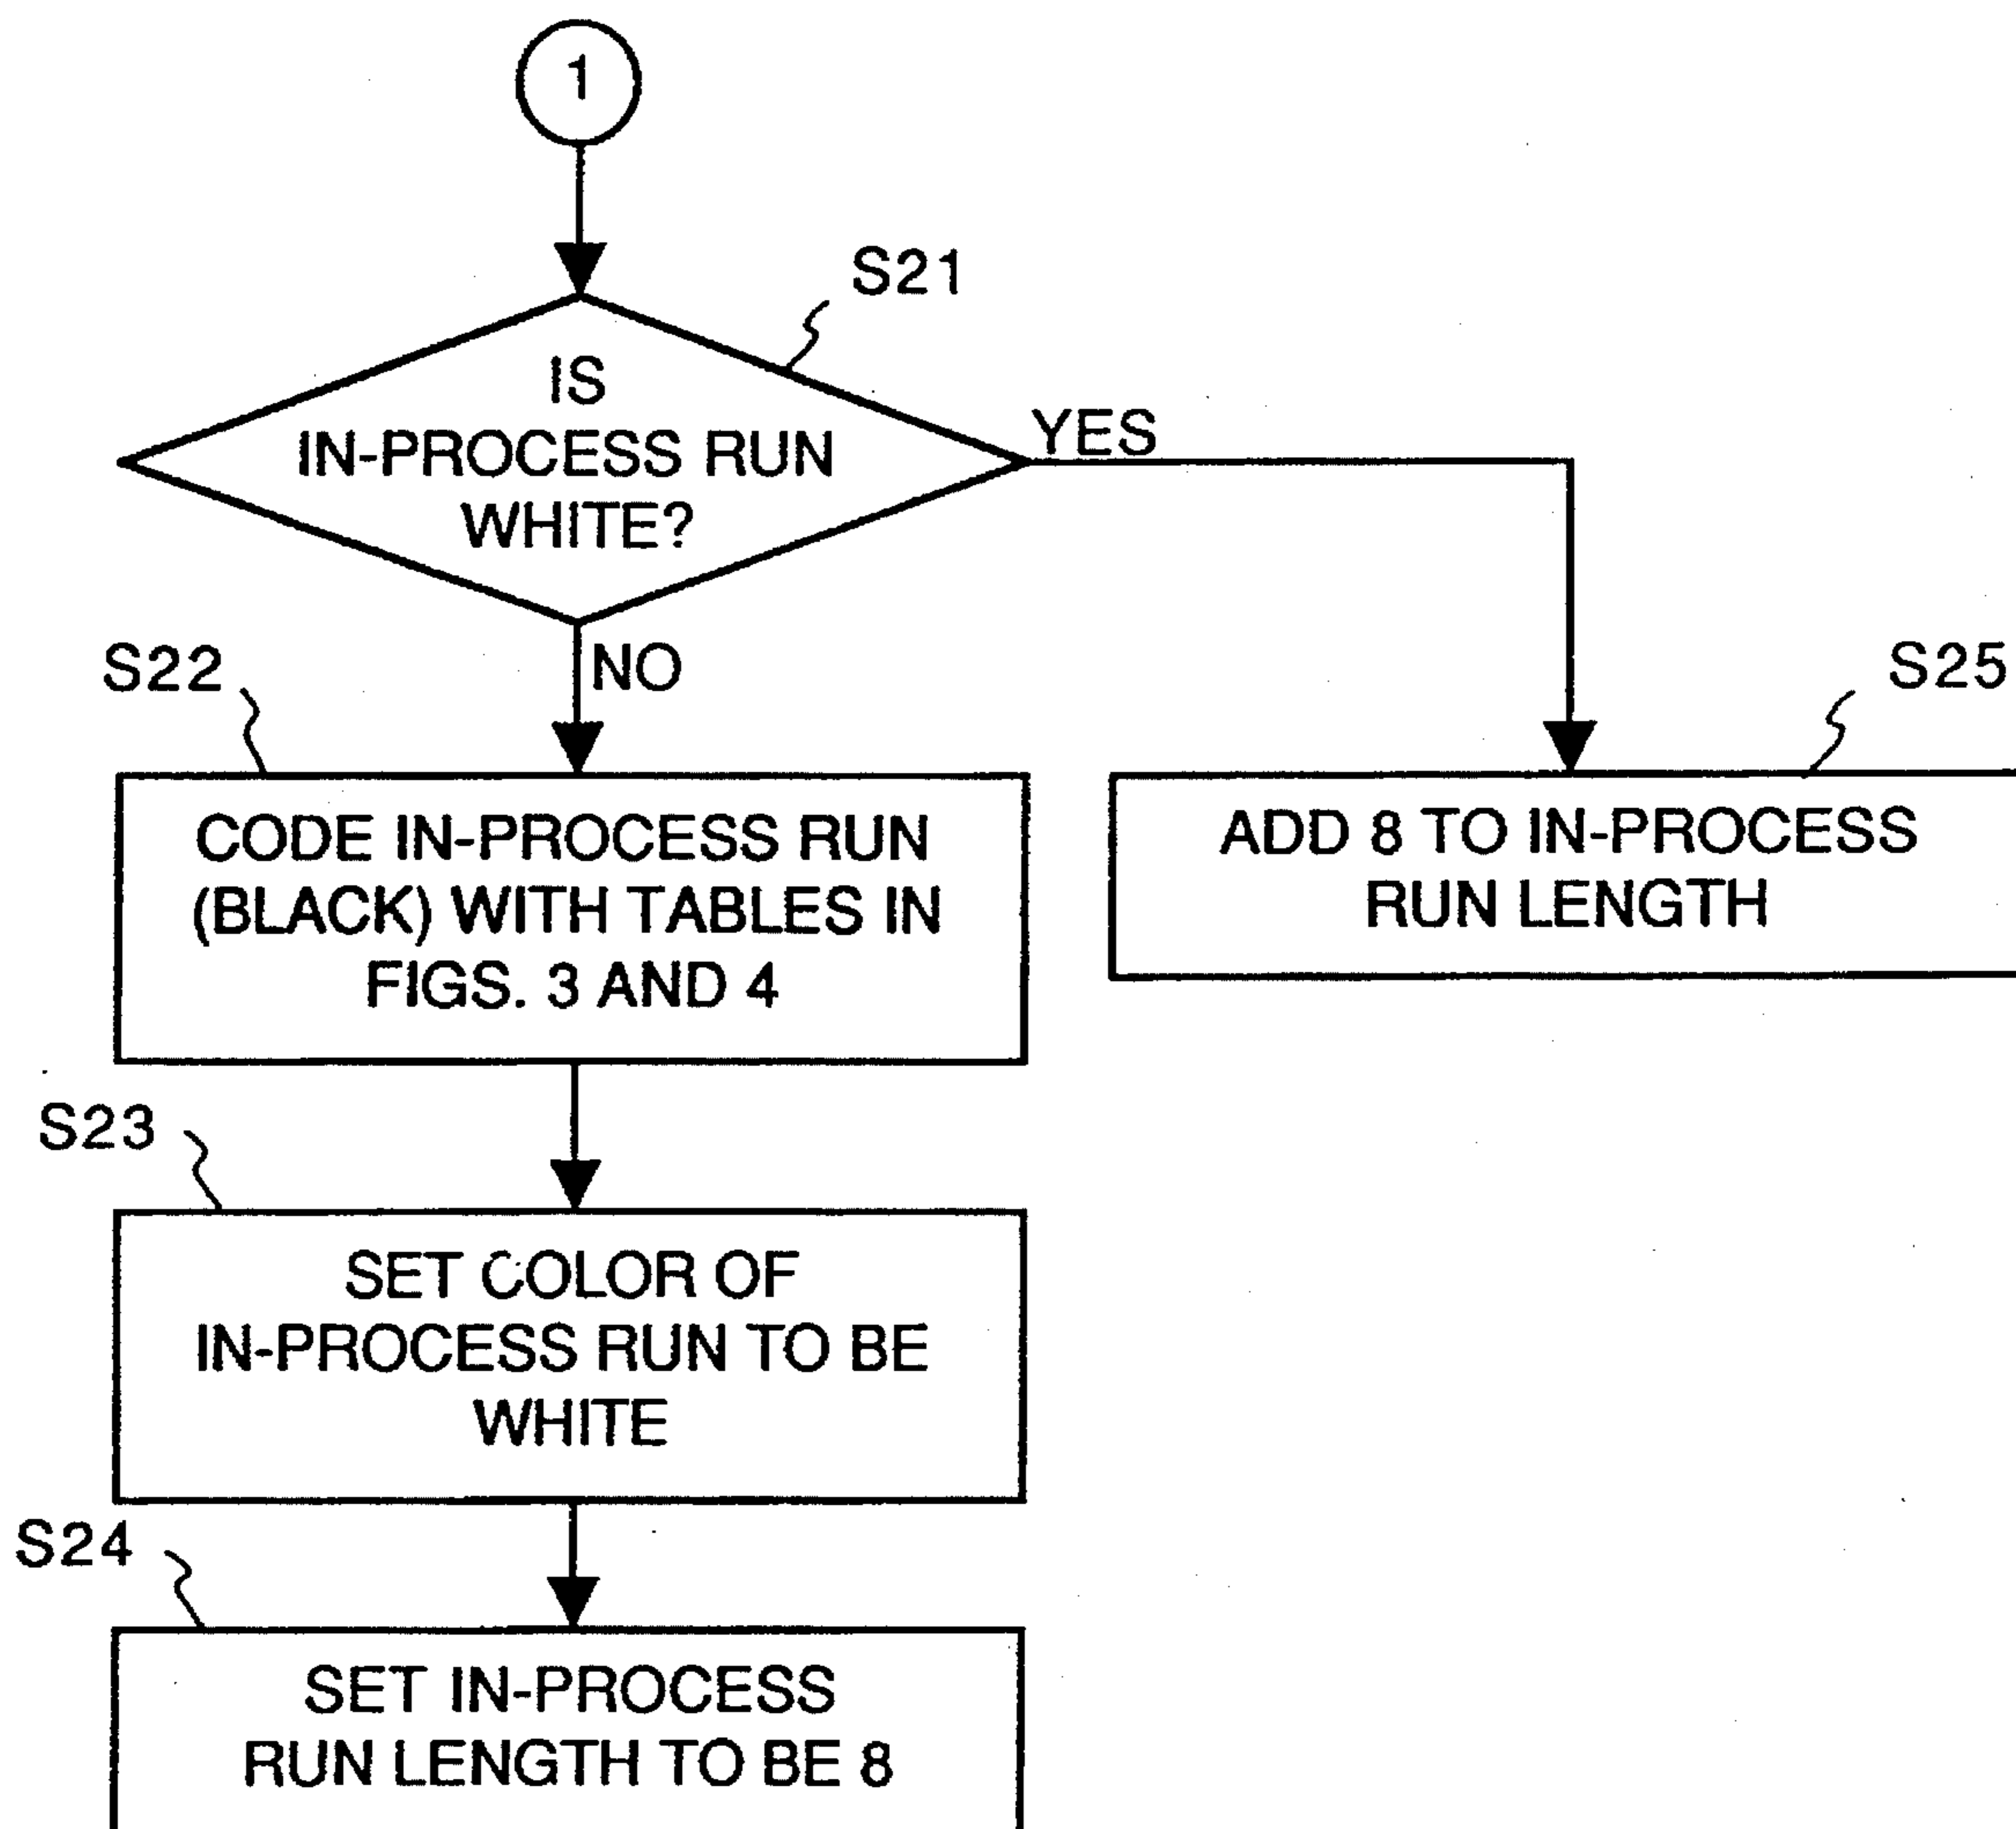 1
S21
IS
IN-PROCESS RUN
WHITE?
YES
NO
S22
CODE IN-PROCESS RUN
(BLACK) WITH TABLES IN
FIGS. 3 AND 4
S25
ADD 8 TO IN-PROCESS
RUN LENGTH
S23
SET COLOR OF
IN-PROCESS RUN TO BE
WHITE
S24
SET IN-PROCESS
RUN LENGTH TO BE 8